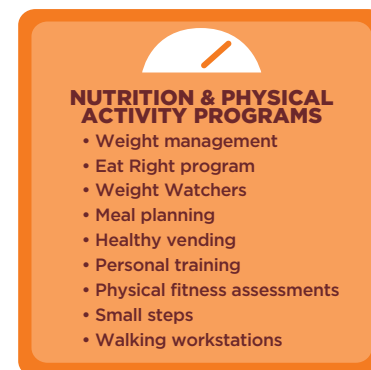 NUTRITION & PHYSICAL
ACTIVITY PROGRAMS
• Weight management
• Eat Right program
• Weight Watchers
• Meal planning
• Healthy vending
• Personal training
• Physical fitness assessments
• Small steps
• Walking workstations